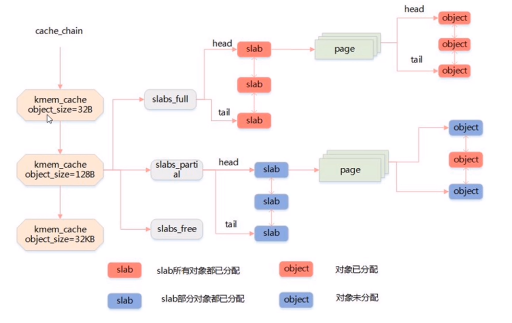 cache_chain
kmem_cache
object_size=32B
kmem_cache
object_size=128B
kmem_cache
object_size=32KB
slabs_full
slabs_parti
al
slabs_free
head
tail
slab
slab
slab
page
head
tail
object
object
object
head
tail
slab
slab
slab
page
object
object
object
slab
slab所有对象都已分配
object
对象已分配
slab
slab部分对象都已分配
object
对象未分配